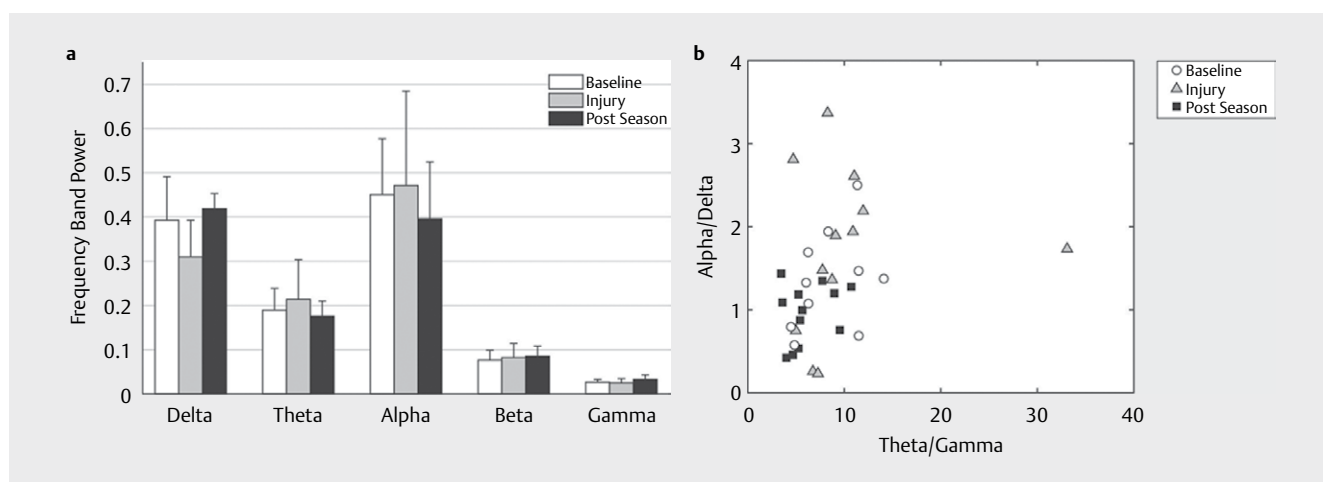 a
Frequency Band Power
0.7
0.6
0.5
0.4
0.3
0.2
0.1
0
Baseline
Injury
Post Season
Delta Theta Alpha Beta Gamma
b
Alpha/Delta
4
3
2
1
0
0 10 20 30 40
Theta/Gamma
Baseline
Injury
Post Season